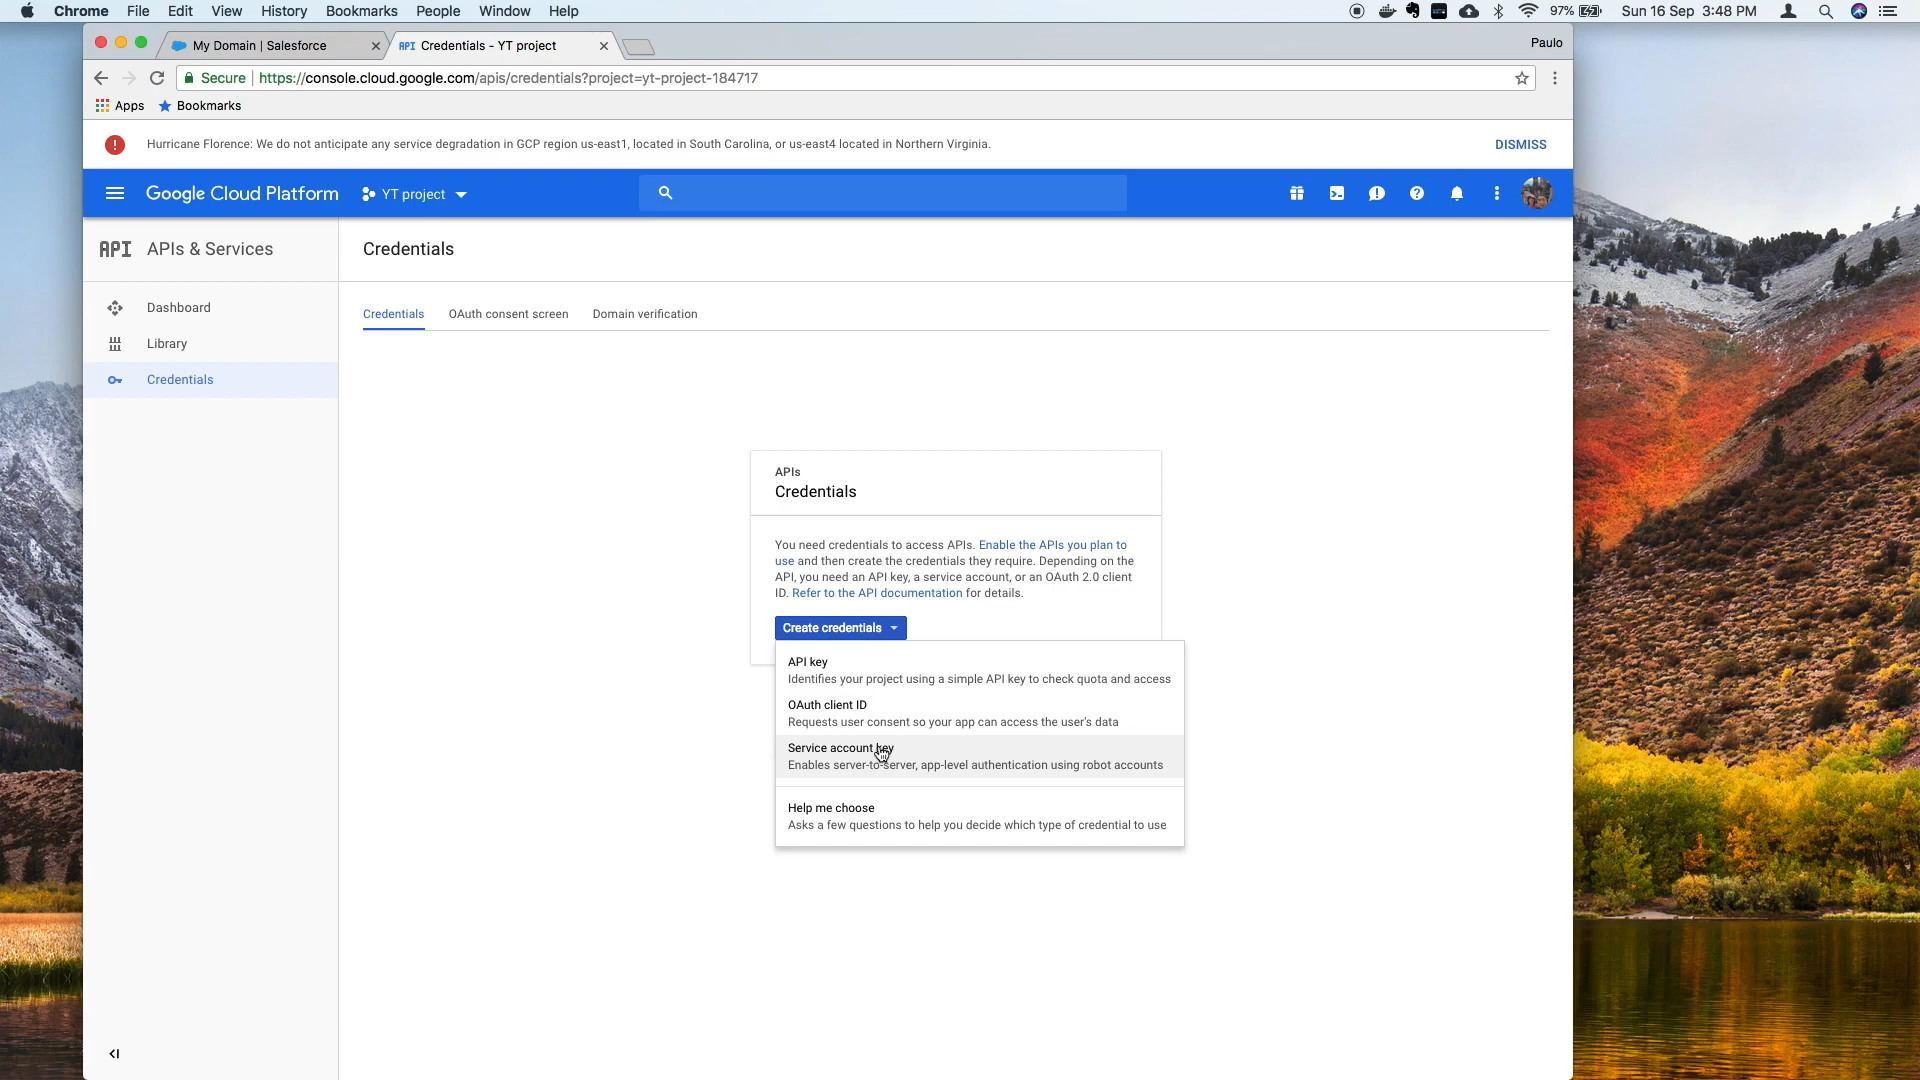 Chrome File Edit View History Bookmarks People Window Help 97% Sun 16 Sep 3:48 PM
My Domain | Salesforce
API Credentials - YT project
Paulo
Secure https://console.cloud.google.com/apis/credentials?project=yt-project-184717
Apps Bookmarks
Hurricane Florence: We do not anticipate any service degradation in GCP region us-east1, located in South Carolina, or us-east4 located in Northern Virginia.
DISMISS
Google Cloud Platform YT project
API APIs & Services
Credentials
Dashboard
Library
Credentials
Credentials OAuth consent screen Domain verification
APIs
Credentials
You need credentials to access APIs. Enable the APIs you plan to
use and then create the credentials they require. Depending on the
API, you need an API key, a service account, or an OAuth 2.0 client
ID. Refer to the API documentation for details.
Create credentials
API key
Identifies your project using a simple API key to check quota and access
OAuth client ID
Requests user consent so your app can access the user's data
Service account key
Enables server-to-server, app-level authentication using robot accounts
Help me choose
Asks a few questions to help you decide which type of credential to use